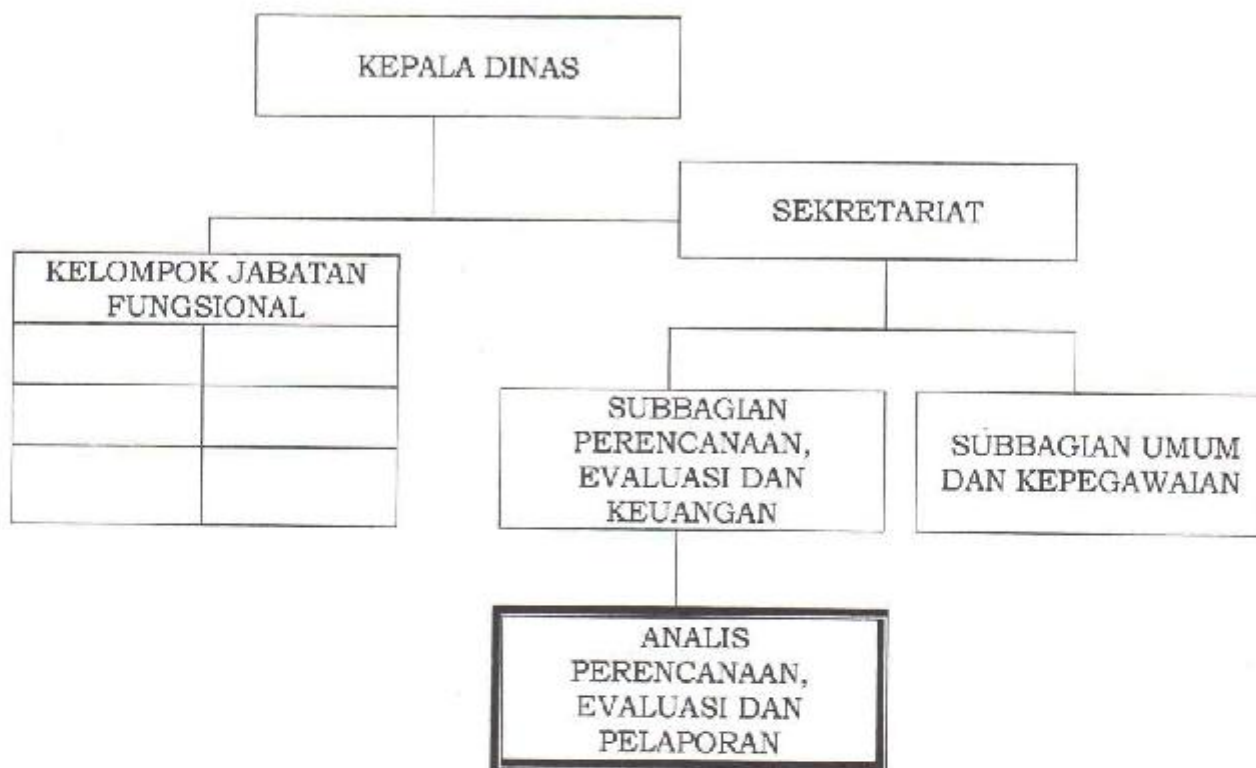 KEPALA DINAS
SEKRETARIAT
KELOMPOK JABATAN
FUNGSIONAL
SUBBAGIAN
PERENCANAAN,
EVALUASI DAN
KEUANGAN
SUBBAGIAN UMUM
DAN KEPEGAWAIAN
ANALIS
PERENCANAAN,
EVALUASI DAN
PELAPORAN